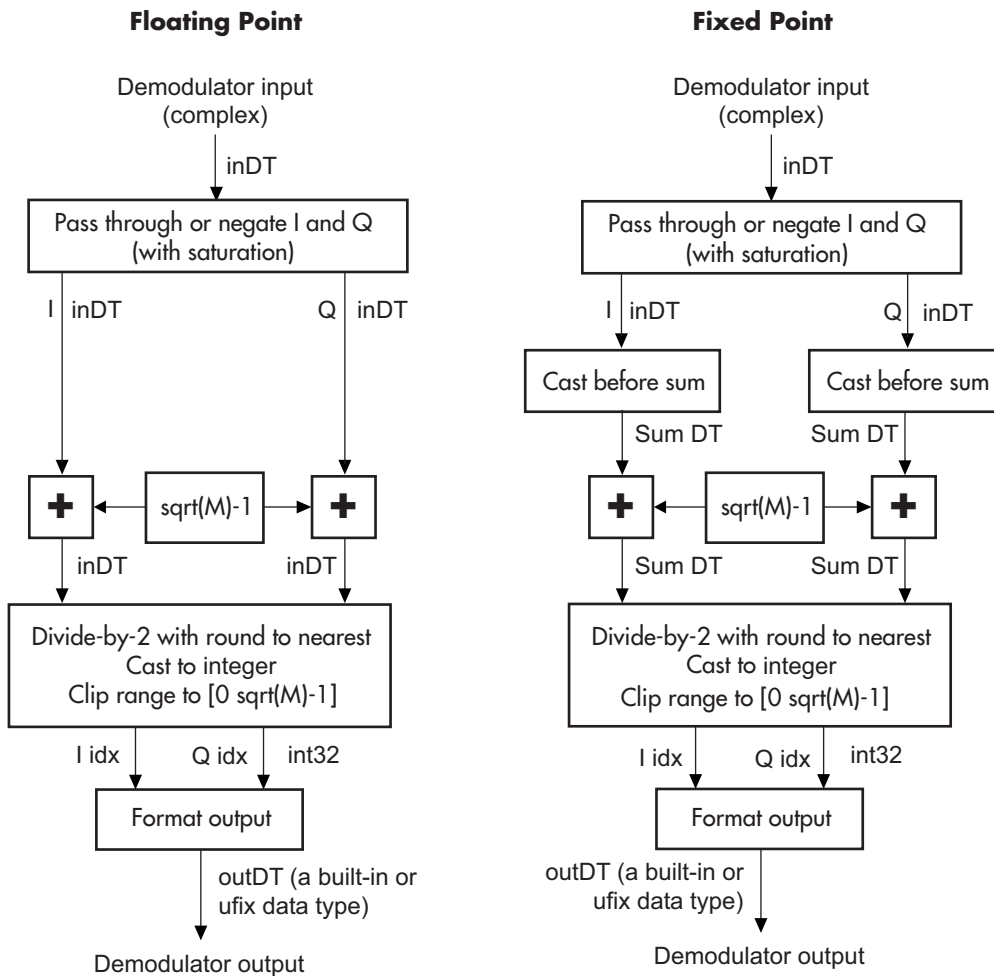 Floating Point
Demodulator input
(complex)
inDT
Pass through or negate I and Q
(with saturation)
I inDT
Q inDT
+
sqrt(M)-1
+
inDT
inDT
Divide-by-2 with round to nearest
Cast to integer
Clip range to [0 sqrt(M)-1]
I idx
Q idx
int32
Format output
outDT (a built-in or
ufix data type)
Demodulator output
Fixed Point
Demodulator input
(complex)
inDT
Pass through or negate I and Q
(with saturation)
I inDT
Q inDT
Cast before sum
Cast before sum
Sum DT
Sum DT
+
sqrt(M)-1
+
Sum DT
Sum DT
Divide-by-2 with round to nearest
Cast to integer
Clip range to [0 sqrt(M)-1]
I idx
Q idx
int32
Format output
outDT (a built-in or
ufix data type)
Demodulator output